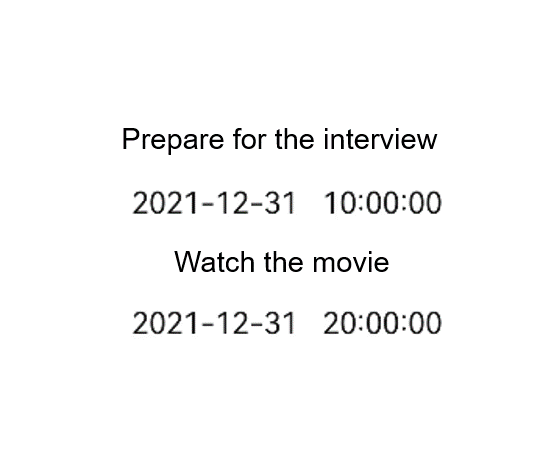 Prepare for the interview
2021-12-31 10:00:00
Watch the movie
2021-12-31 20:00:00